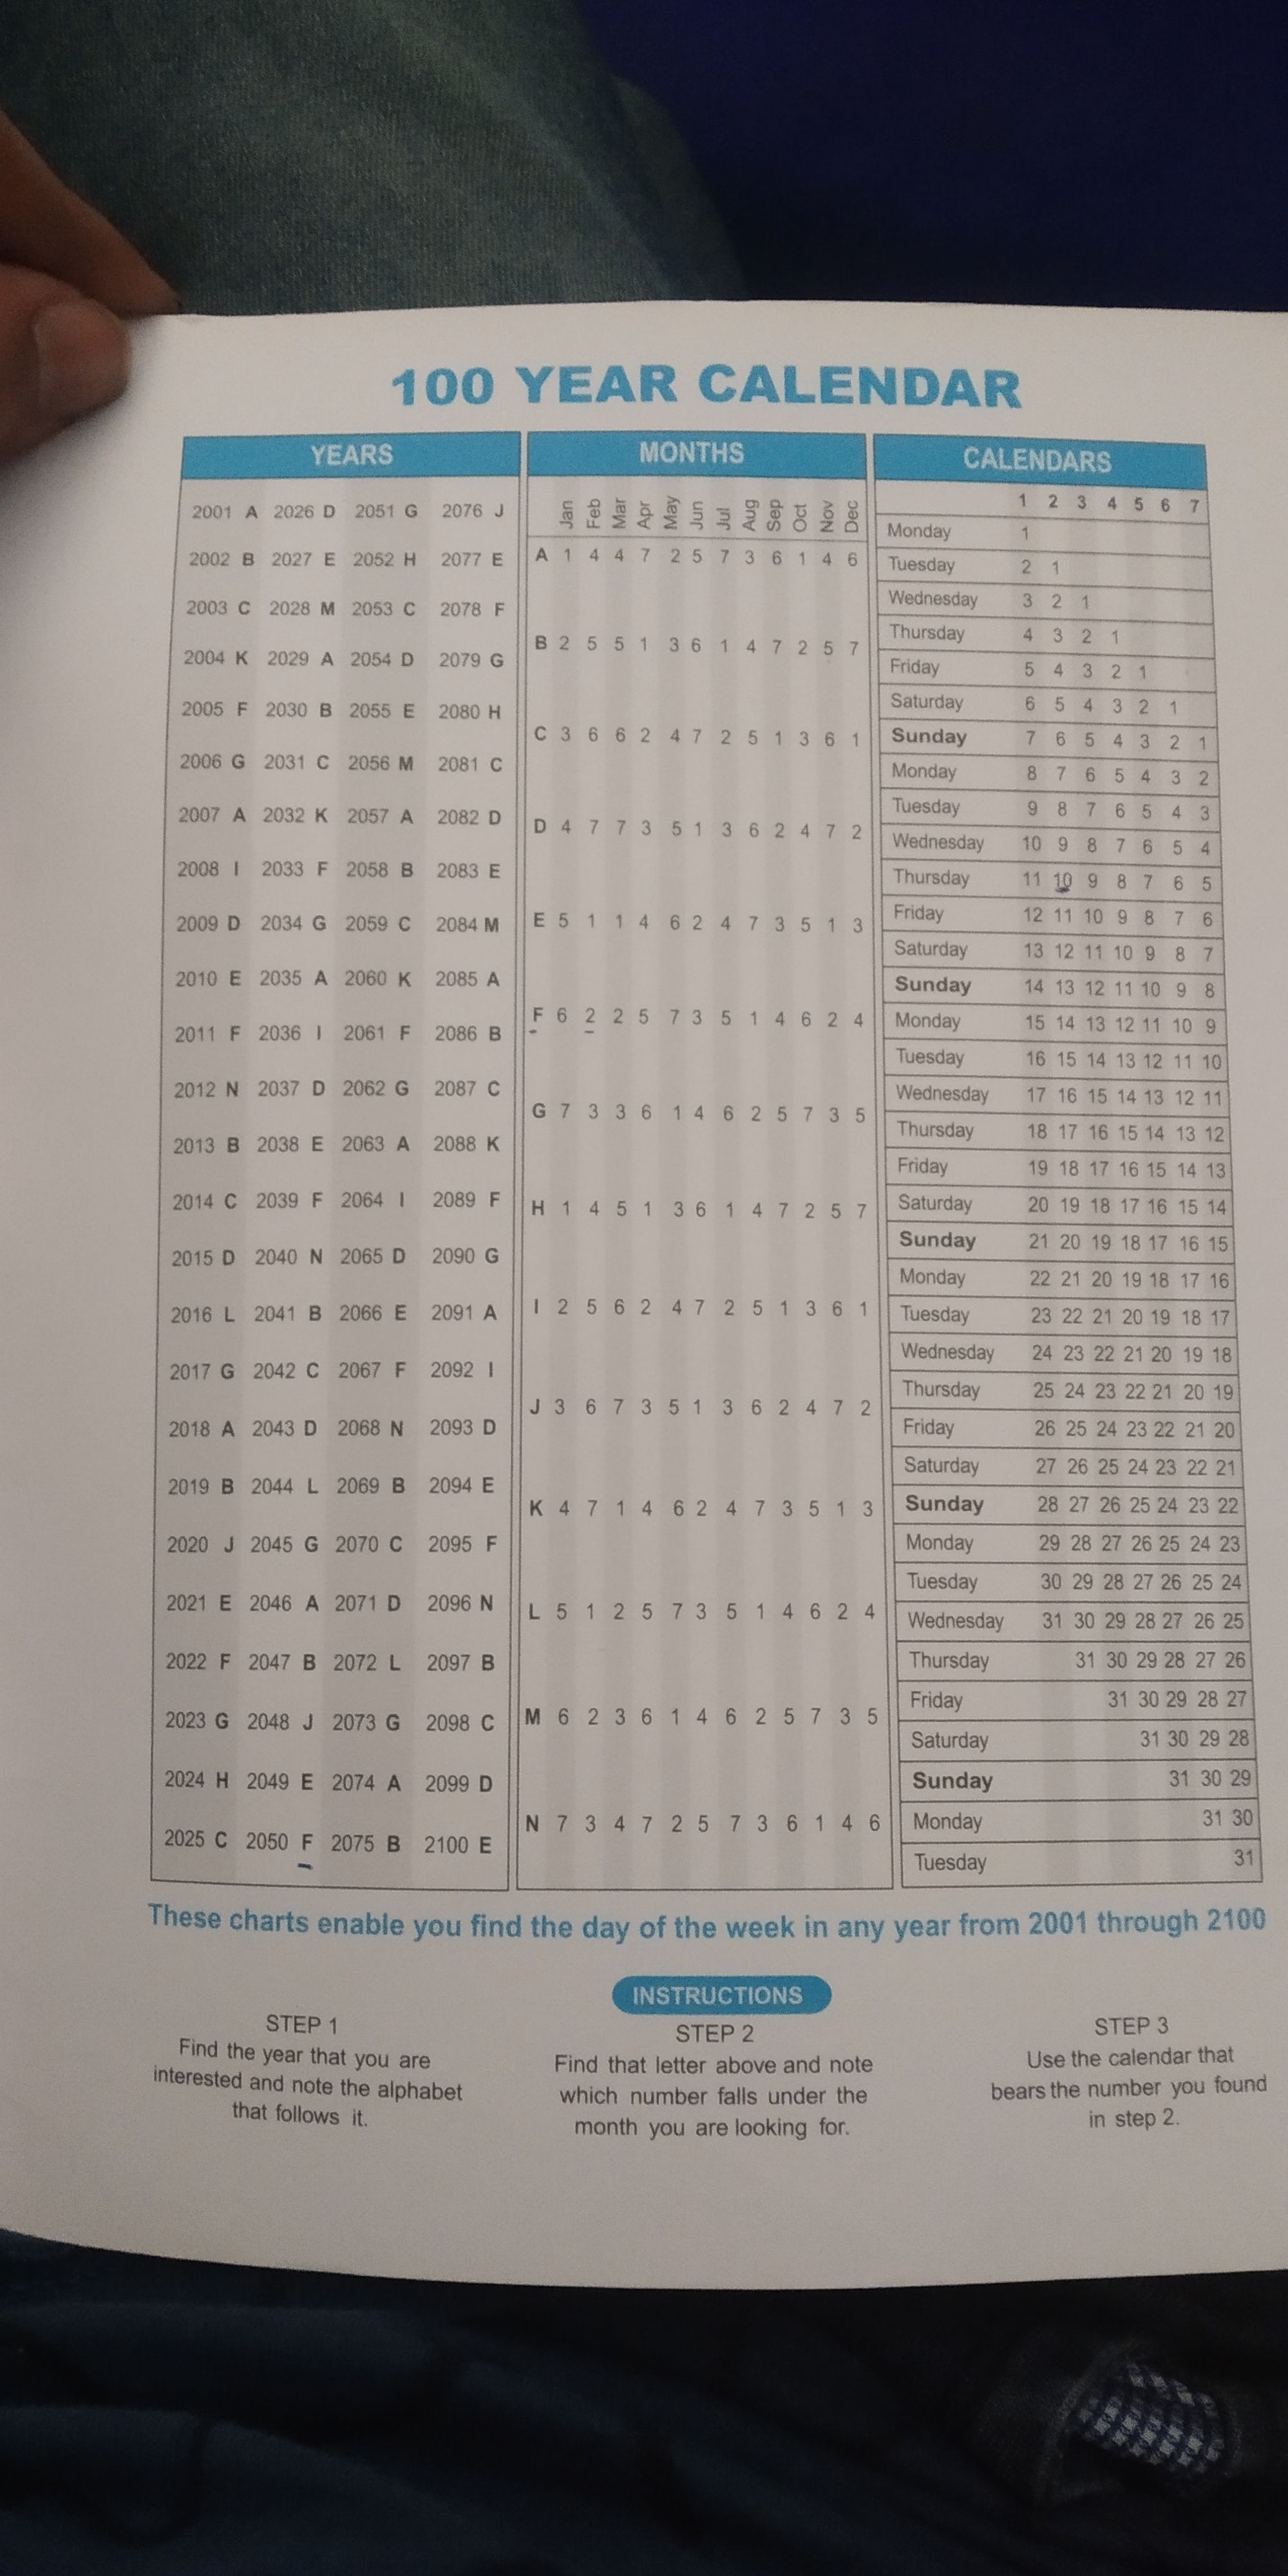 100 YEAR CALENDAR
YEARS
2001 A 2026 D 2051 G 2076 J
2002 B 2027 E 2052 H 2077 E
2003 C 2028 M 2053 C 2078 F
2004 K 2029 A 2054 D 2079 G
2005 F 2030 B 2055 E 2080 H
2006 G 2031 C 2056 M 2081 C
2007 A 2032 K 2057 A 2082 D
2008 I 2033 F 2058 B 2083 E
2009 D 2034 G 2059 C 2084 M
2010 E 2035 A 2060 K 2085 A
2011 F 2036 I 2061 F 2086 B
2012 N 2037 D 2062 G 2087 C
2013 B 2038 E 2063 A 2088 K
2014 C 2039 F 2064 I 2089 F
2015 D 2040 N 2065 D 2090 G
2016 L 2041 B 2066 E 2091 A
2017 G 2042 C 2067 F 2092 I
2018 A 2043 D 2068 N 2093 D
2019 B 2044 L 2069 B 2094 E
2020 J 2045 G 2070 C 2095 F
2021 E 2046 A 2071 D 2096 N
2022 F 2047 B 2072 L 2097 B
2023 G 2048 J 2073 G 2098 C
2024 H 2049 E 2074 A 2099 D
2025 C 2050 F 2075 B 2100 E
MONTHS
Jan Feb Mar Apr May Jun Jul Aug Sep Oct Nov Dec
A 1 4 4 7 2 5 7 3 6 1 4 6
B 2 5 5 1 3 6 1 4 7 2 5 7
C 3 6 6 2 4 7 2 5 1 3 6 1
D 4 7 7 3 5 1 3 6 2 4 7 2
E 5 1 1 4 6 2 4 7 3 5 1 3
F 6 2 2 5 7 3 5 1 4 6 2 4
G 7 3 3 6 1 4 6 2 5 7 3 5
H 1 4 5 1 3 6 1 4 7 2 5 7
I 2 5 6 2 4 7 2 5 1 3 6 1
J 3 6 7 3 5 1 3 6 2 4 7 2
K 4 7 1 4 6 2 4 7 3 5 1 3
L 5 1 2 5 7 3 5 1 4 6 2 4
M 6 2 3 6 1 4 6 2 5 7 3 5
N 7 3 4 7 2 5 7 3 6 1 4 6
CALENDARS
1 2 3 4 5 6 7
Monday 1
Tuesday 2 1
Wednesday 3 2 1
Thursday 4 3 2 1
Friday 5 4 3 2 1
Saturday 6 5 4 3 2 1
Sunday 7 6 5 4 3 2 1
Monday 8 7 6 5 4 3 2
Tuesday 9 8 7 6 5 4 3
Wednesday 10 9 8 7 6 5 4
Thursday 11 10 9 8 7 6 5
Friday 12 11 10 9 8 7 6
Saturday 13 12 11 10 9 8 7
Sunday 14 13 12 11 10 9 8
Monday 15 14 13 12 11 10 9
Tuesday 16 15 14 13 12 11 10
Wednesday 17 16 15 14 13 12 11
Thursday 18 17 16 15 14 13 12
Friday 19 18 17 16 15 14 13
Saturday 20 19 18 17 16 15 14
Sunday 21 20 19 18 17 16 15
Monday 22 21 20 19 18 17 16
Tuesday 23 22 21 20 19 18 17
Wednesday 24 23 22 21 20 19 18
Thursday 25 24 23 22 21 20 19
Friday 26 25 24 23 22 21 20
Saturday 27 26 25 24 23 22 21
Sunday 28 27 26 25 24 23 22
Monday 29 28 27 26 25 24 23
Tuesday 30 29 28 27 26 25 24
Wednesday 31 30 29 28 27 26 25
Thursday 31 30 29 28 27 26
Friday 31 30 29 28 27
Saturday 31 30 29 28
Sunday 31 30 29
Monday 31 30
Tuesday 31
These charts enable you find the day of the week in any year from 2001 through 2100
INSTRUCTIONS
STEP 1
Find the year that you are
interested and note the alphabet
that follows it.
STEP 2
Find that letter above and note
which number falls under the
month you are looking for.
STEP 3
Use the calendar that
bears the number you found
in step 2.